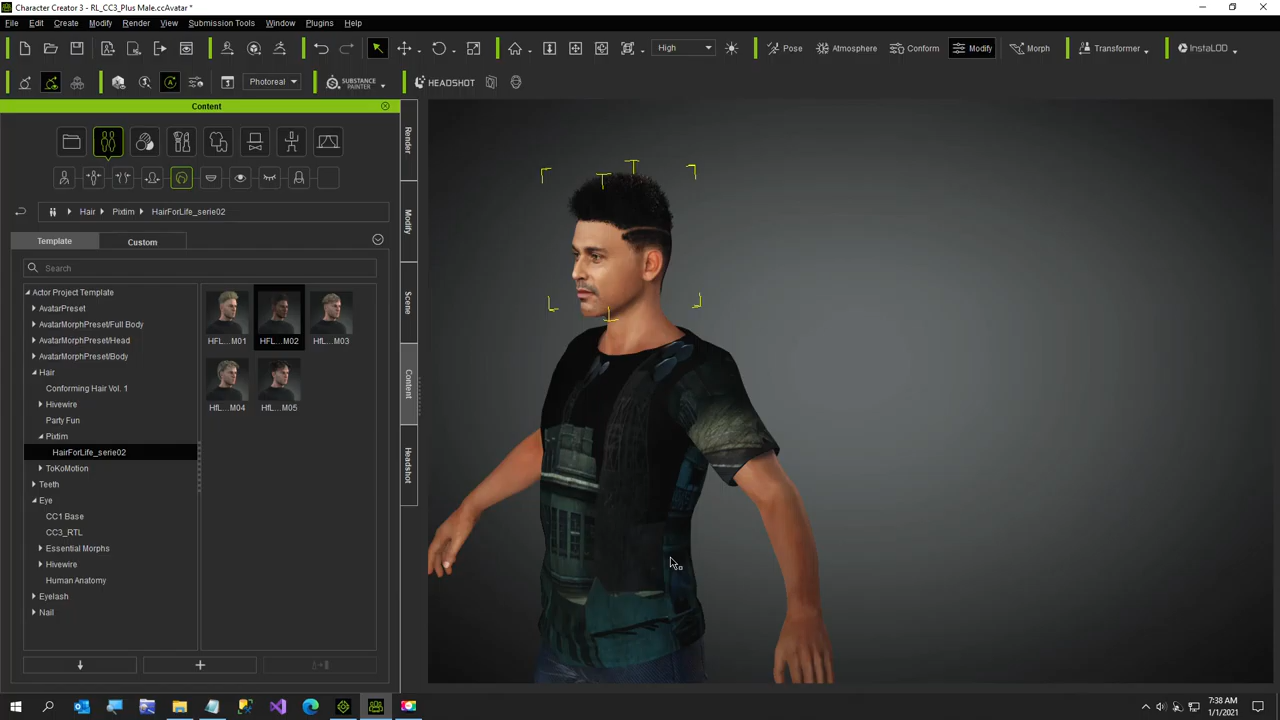 Character Creator 3 - RL_CC3_Plus Male.ccAvatar *
File Edit Create Modify Render View Submission Tools Window Plugins Help
High Pose Atmosphere Conform Modify Morph Transformer InstaLOD
Photoreal SUBSTANCE PAINTER HEADSHOT
Content
Hair Pixtim HairForLife_serie02
Template Custom
Search
Actor Project Template
AvatarPreset
AvatarMorphPreset/Full Body
AvatarMorphPreset/Head
AvatarMorphPreset/Body
Hair
Conforming Hair Vol. 1
Hivewire
Party Fun
Pixtim
HairForLife_serie02
ToKoMotion
Teeth
Eye
CC1 Base
CC3_RTL
Essential Morphs
Hivewire
Human Anatomy
Eyelash
Nail
HFL...M01 HFL...M02 HfL...M03
HfL...M04 HfL...M05
Render
Modify
Scene
Content
Headshot
7:38 AM
1/1/2021